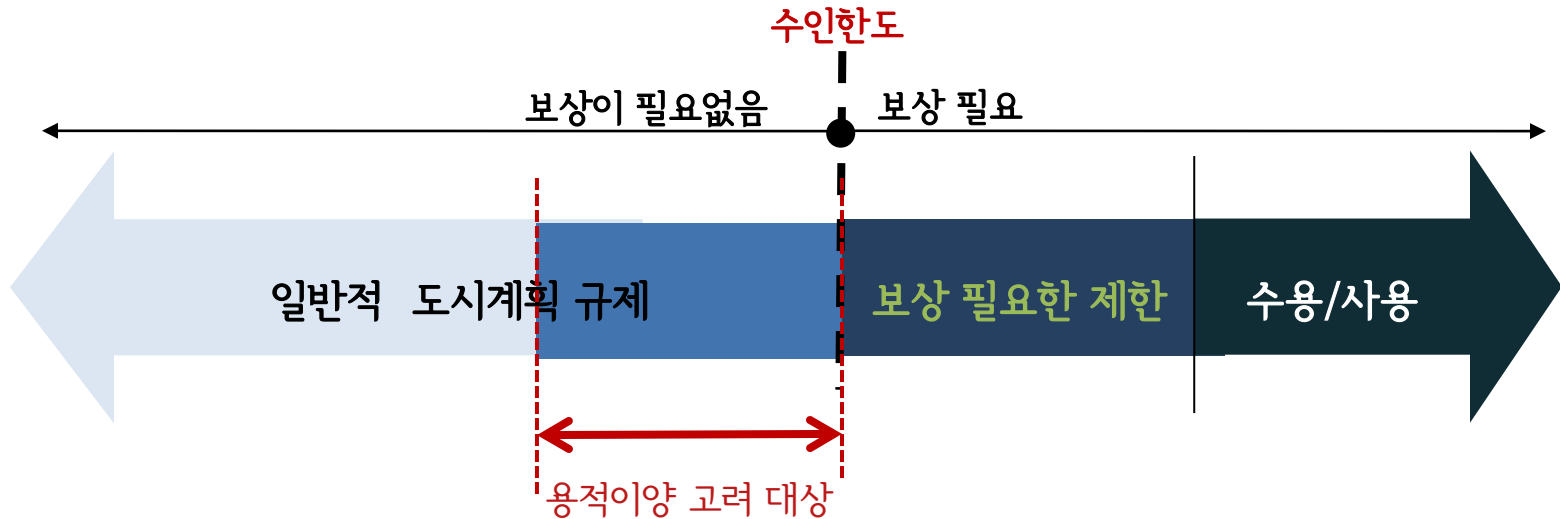 수인한도
보상이 필요없음
보상 필요
일반적 도시계획 규제
보상 필요한 제한
수용/사용
용적이양 고려 대상